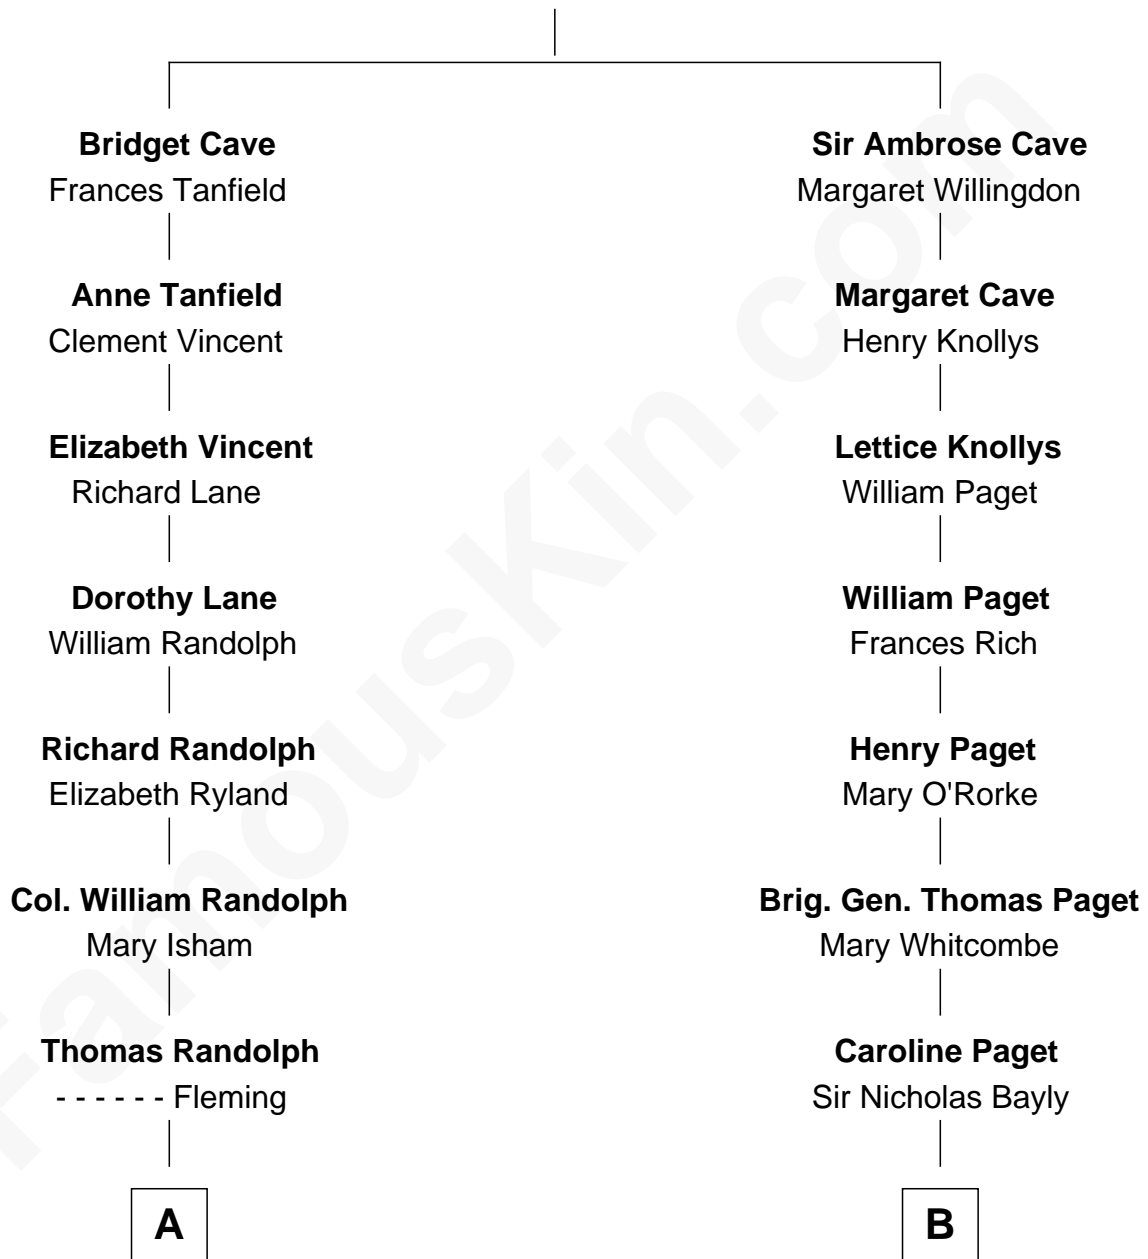 Bridget Cave
Frances Tanfield
Anne Tanfield
Clement Vincent
Elizabeth Vincent
Richard Lane
Dorothy Lane
William Randolph
Richard Randolph
Elizabeth Ryland
Col. William Randolph
Mary Isham
Thomas Randolph
- - - - - - Fleming
A
Sir Ambrose Cave
Margaret Willingdon
Margaret Cave
Henry Knollys
Lettice Knollys
William Paget
William Paget
Frances Rich
Henry Paget
Mary O'Rorke
Brig. Gen. Thomas Paget
Mary Whitcombe
Caroline Paget
Sir Nicholas Bayly
B
FamousKin.com